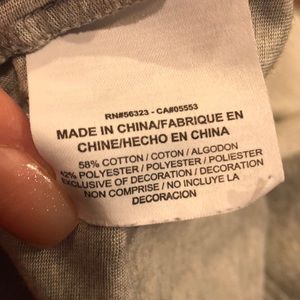 RN#56323 - CA#05553
MADE IN CHINA/FABRIQUE EN
CHINE/HECHO EN CHINA
58% COTTON / COTON / ALGODON
42% POLYESTER / POLYESTER / POLIESTER
EXCLUSIVE OF DECORATION / DECORATION
NON COMPRISE / NO INCLUYE LA
DECORACION